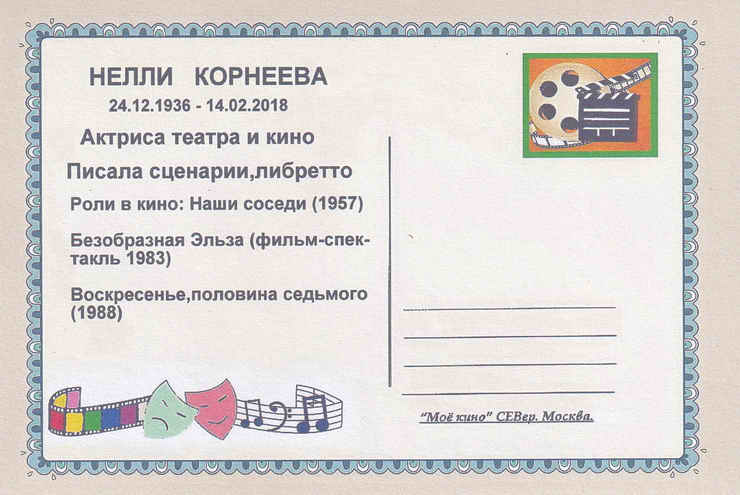 НЕЛЛИ КОРНЕЕВА
24.12.1936 - 14.02.2018
Актриса театра и кино
Писала сценарии,либретто
Роли в кино: Наши соседи (1957)
Безобразная Эльза (фильм-спек-
такль 1983)
Воскресенье,половина седьмого
(1988)
"Моё кино" СЕВер. Москва.